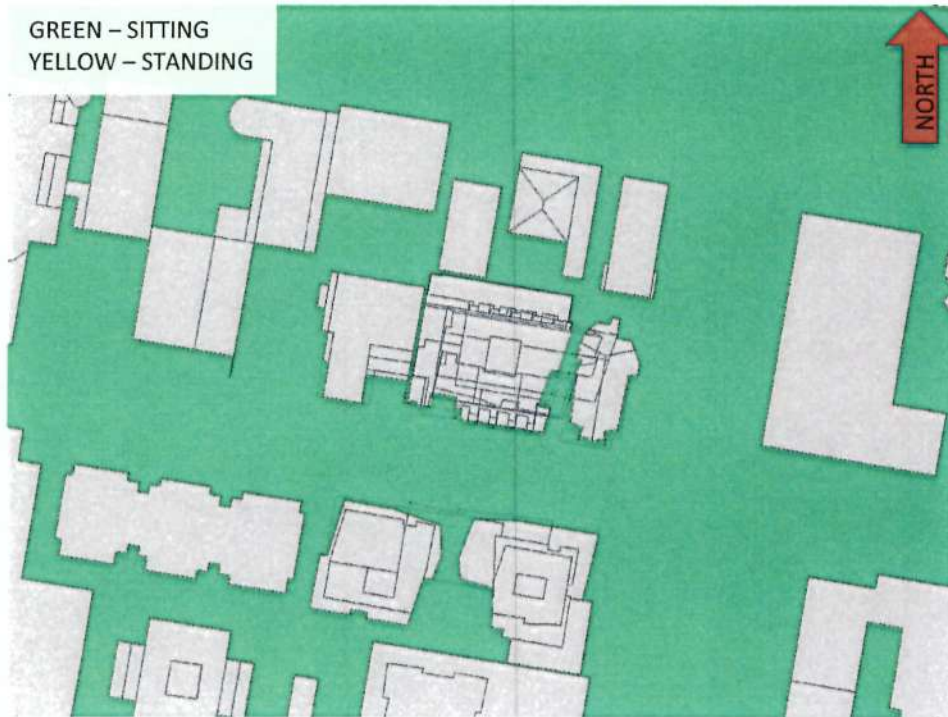 GREEN – SITTING
YELLOW – STANDING
NORTH